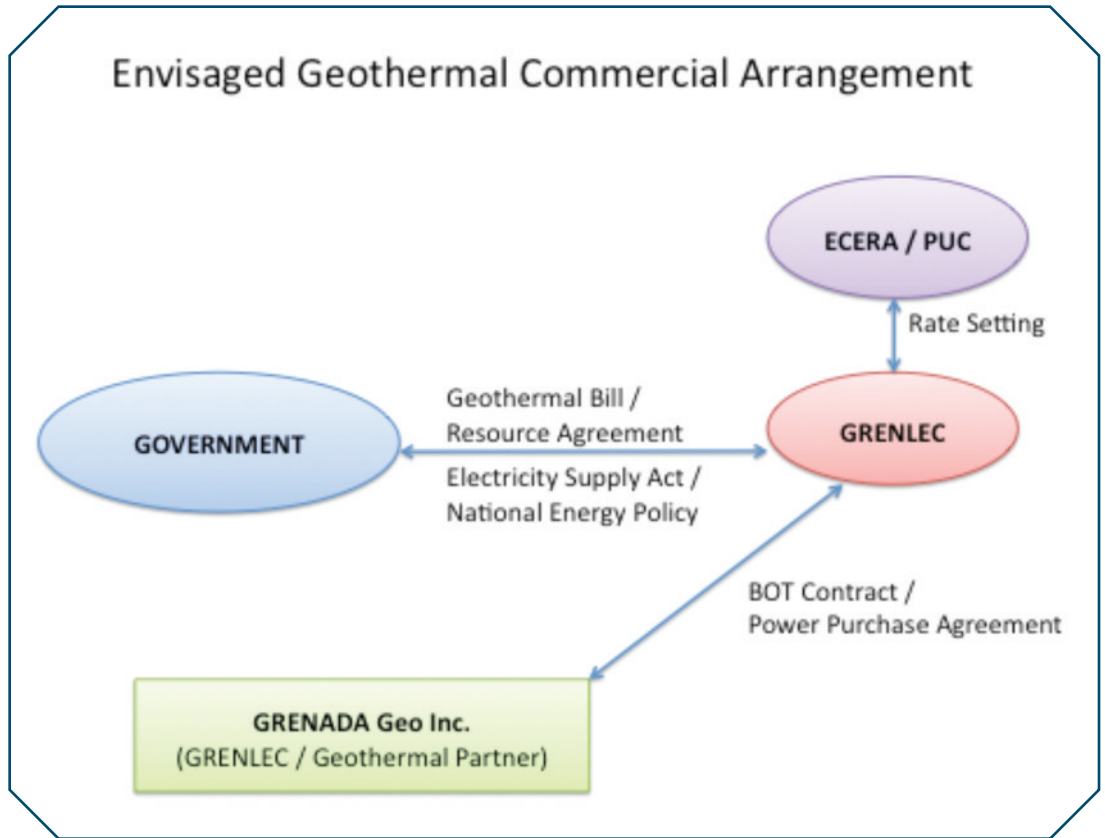 Envisaged Geothermal Commercial Arrangement
ECERA / PUC
Rate Setting
GOVERNMENT
Geothermal Bill /
Resource Agreement
Electricity Supply Act /
National Energy Policy
GRENLEC
BOT Contract /
Power Purchase Agreement
GRENADA Geo Inc.
(GRENLEC / Geothermal Partner)